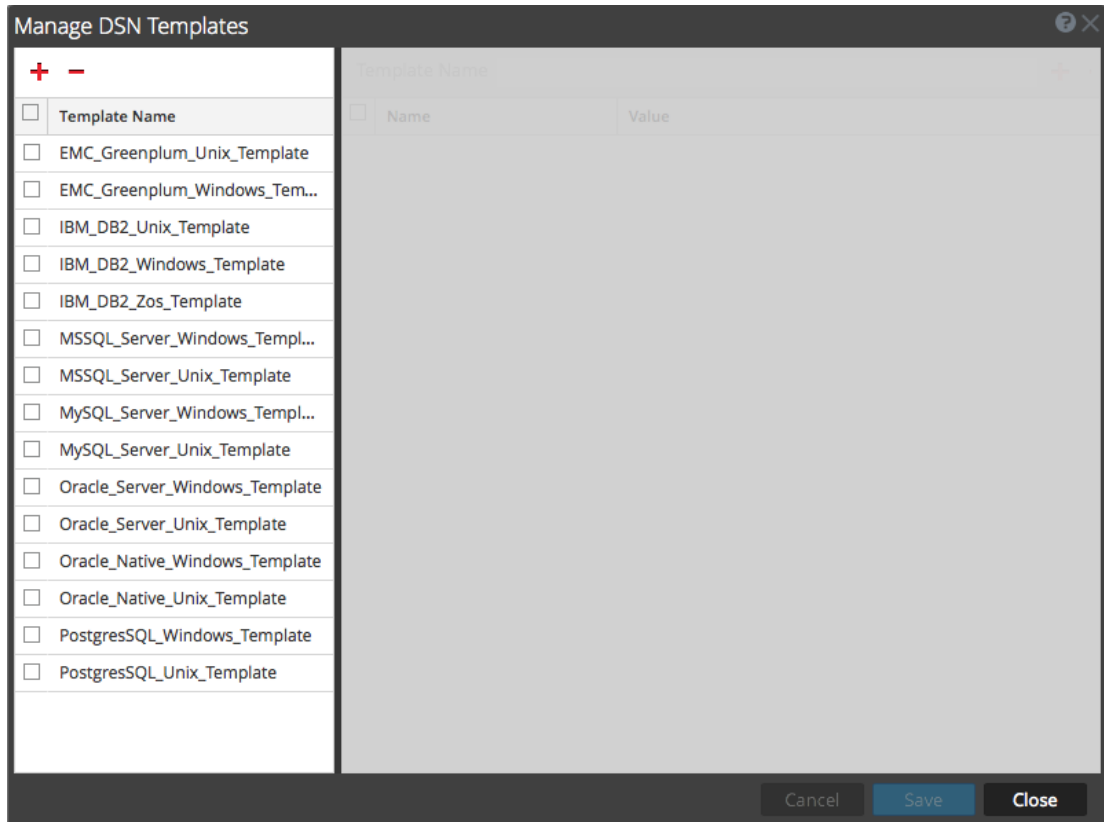 Manage DSN Templates
Template Name
Name Value
Template Name
EMC_Greenplum_Unix_Template
EMC_Greenplum_Windows_Tem...
IBM_DB2_Unix_Template
IBM_DB2_Windows_Template
IBM_DB2_Zos_Template
MSSQL_Server_Windows_Templ...
MSSQL_Server_Unix_Template
MySQL_Server_Windows_Templ...
MySQL_Server_Unix_Template
Oracle_Server_Windows_Template
Oracle_Server_Unix_Template
Oracle_Native_Windows_Template
Oracle_Native_Unix_Template
PostgresSQL_Windows_Template
PostgresSQL_Unix_Template
Cancel Save Close